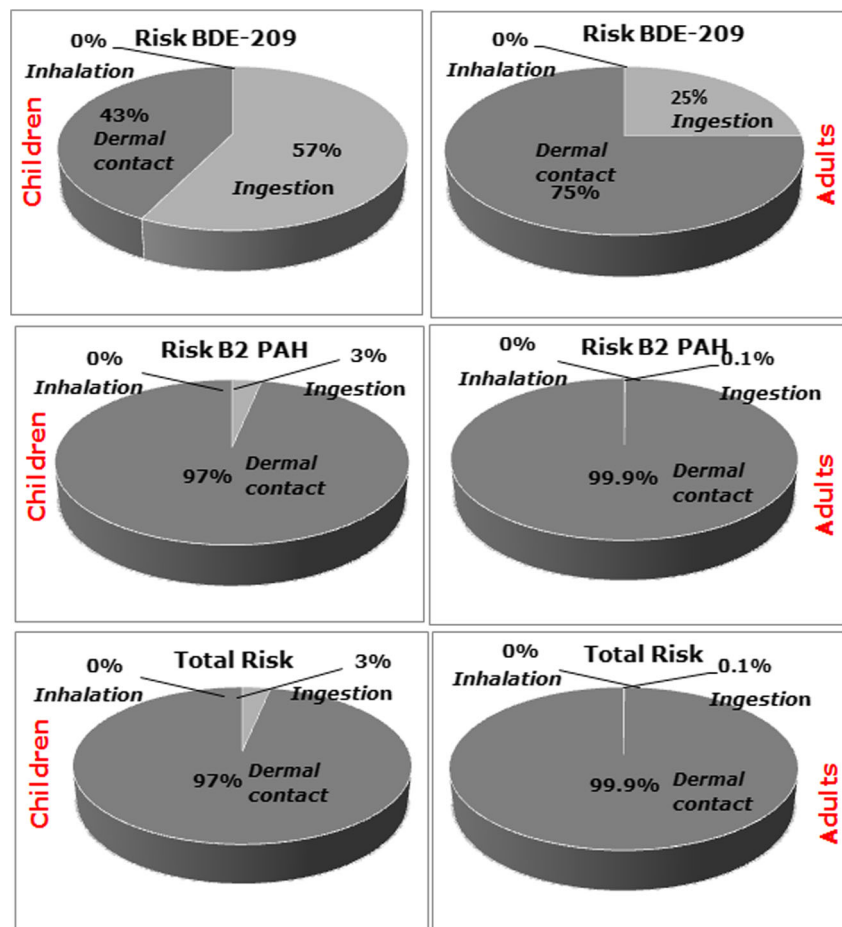 Risk BDE-209
0%
Inhalation
43%
Dermal
contact
57%
Ingestion
Children
Risk BDE-209
0%
Inhalation
25%
Ingestion
Dermal
contact
75%
Adults
Risk B2 PAH
0%
Inhalation
3%
Ingestion
97% Dermal
contact
Children
Risk B2 PAH
0%
Inhalation
0.1%
Ingestion
99.9% Dermal
contact
Adults
Total Risk
0%
Inhalation
3%
Ingestion
97% Dermal
contact
Children
Total Risk
0%
Inhalation
0.1%
Ingestion
99.9% Dermal
contact
Adults